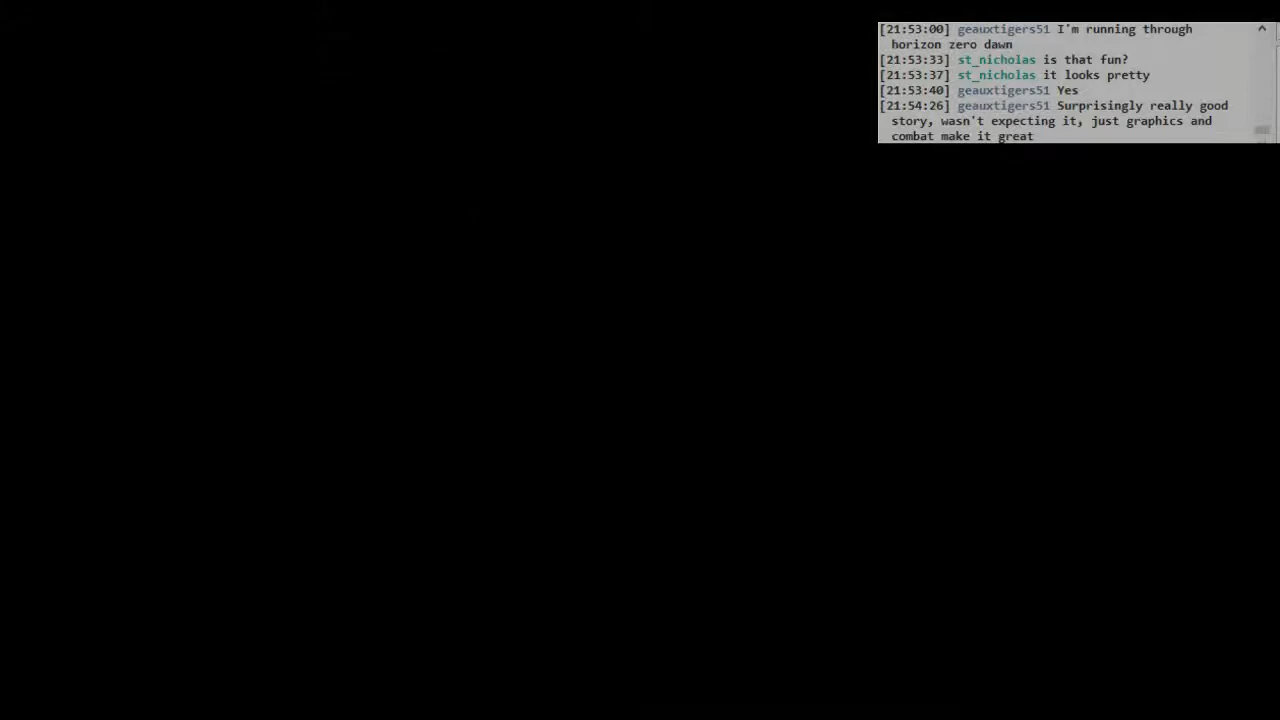 [21:53:00] geauxtigers51 I'm running through
horizon zero dawn
[21:53:33] st_nicholas is that fun?
[21:53:37] st_nicholas it looks pretty
[21:53:40] geauxtigers51 Yes
[21:54:26] geauxtigers51 Surprisingly really good
story, wasn't expecting it, just graphics and
combat make it great